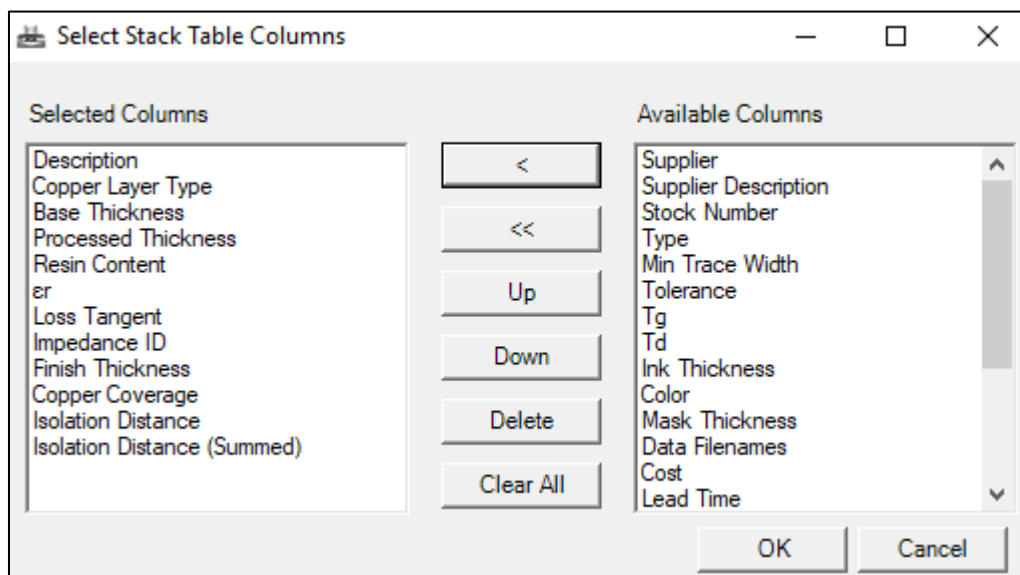 Select Stack Table Columns
Selected Columns
Description
Copper Layer Type
Base Thickness
Processed Thickness
Resin Content
εr
Loss Tangent
Impedance ID
Finish Thickness
Copper Coverage
Isolation Distance
Isolation Distance (Summed)
<
<<
Up
Down
Delete
Clear All
Available Columns
Supplier
Supplier Description
Stock Number
Type
Min Trace Width
Tolerance
Tg
Td
Ink Thickness
Color
Mask Thickness
Data Filenames
Cost
Lead Time
OK
Cancel